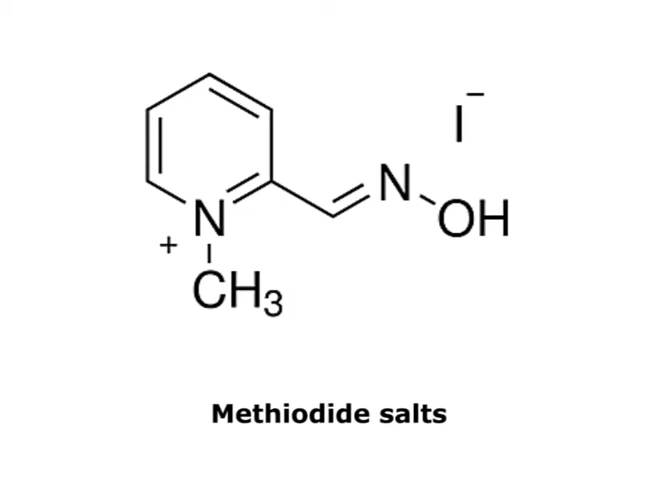 I⁻
N
OH
N
+
CH₃
Methiodide salts